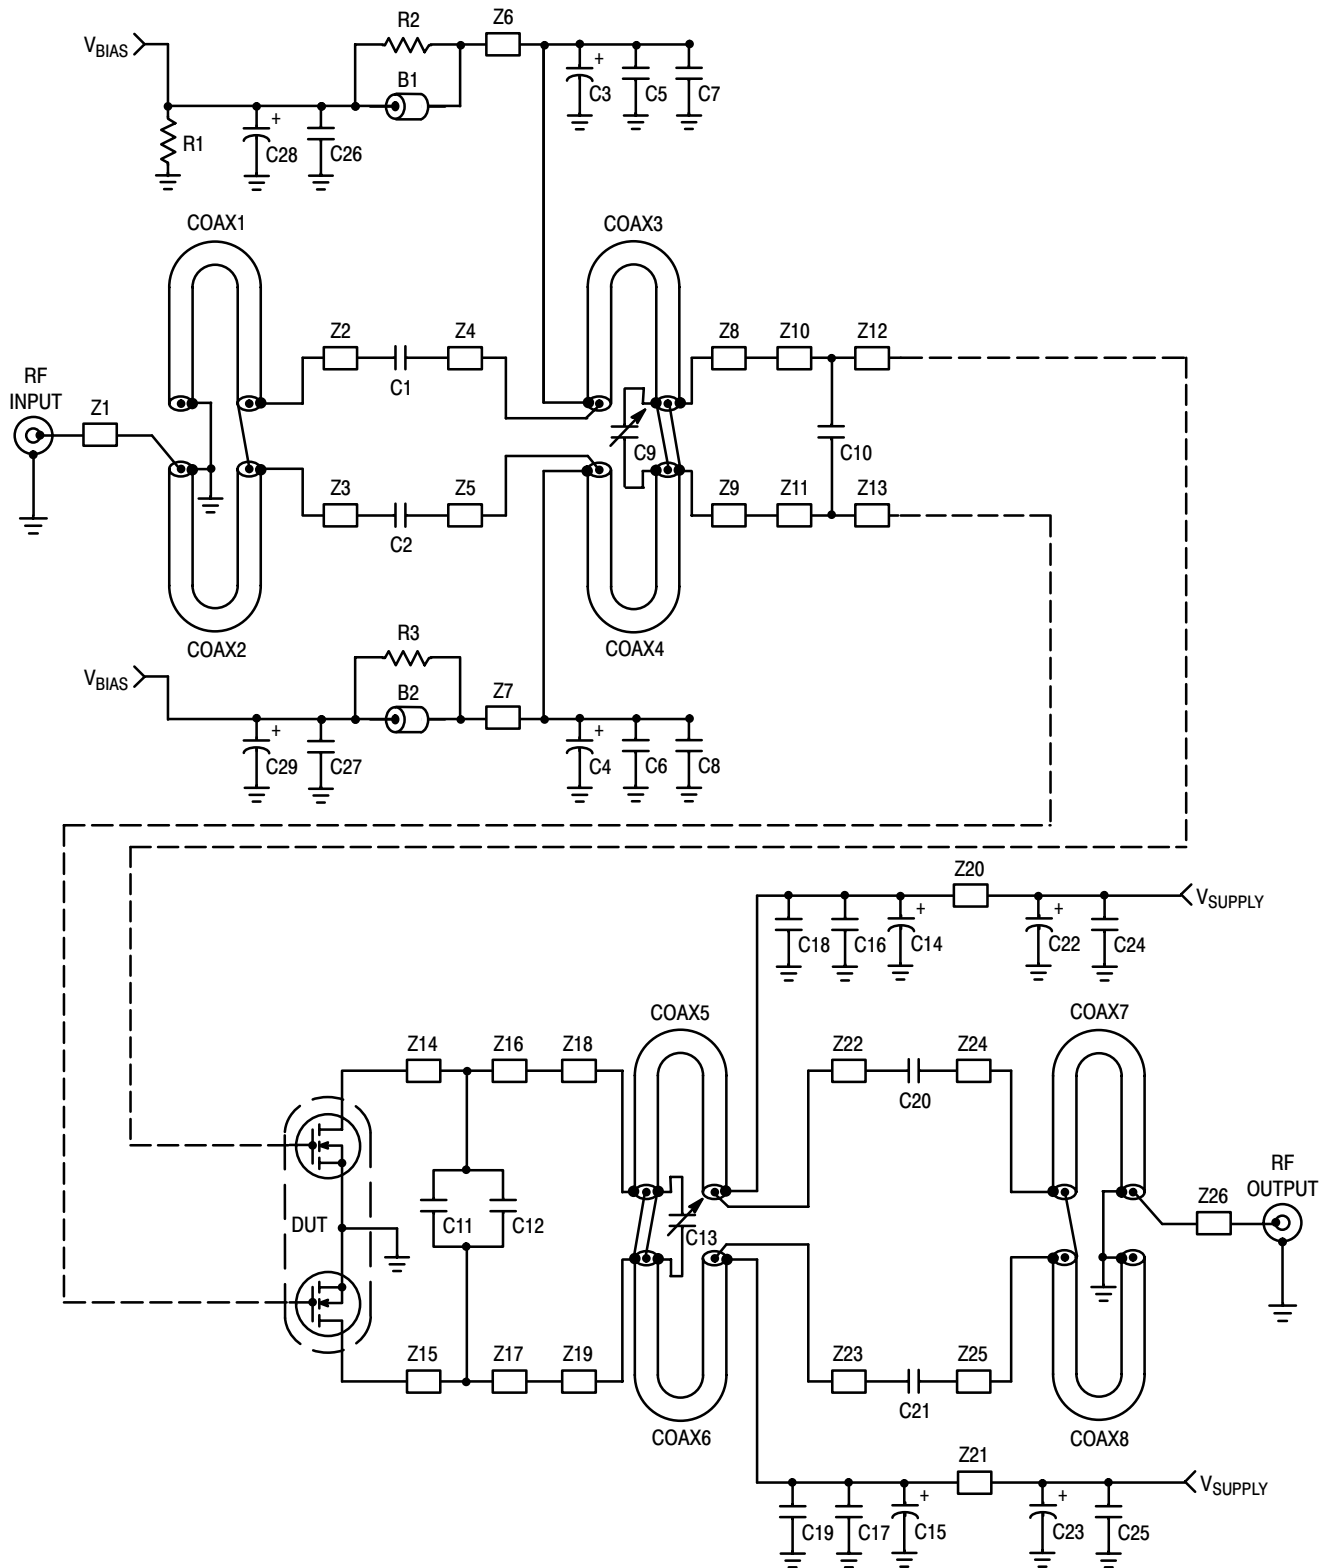 R2
Z6
VBIAS
B1
+
C3
C5
C7
R1
+
C28
C26
COAX1
COAX3
Z2
Z4
Z8
Z10
Z12
C1
RF
INPUT
Z1
C9
C10
Z3
Z5
Z9
Z11
Z13
C2
COAX2
R3
COAX4
VBIAS
B2
Z7
+
C29
C27
+
C4
C6
C8
Z20
VSUPPLY
C18
C16
+
C14
+
C22
C24
COAX5
COAX7
Z14
Z16
Z18
Z22
Z24
C20
RF
OUTPUT
Z26
DUT
C11
C12
C13
Z15
Z17
Z19
Z23
Z25
C21
COAX6
COAX8
Z21
VSUPPLY
C19
C17
+
C15
+
C23
C25